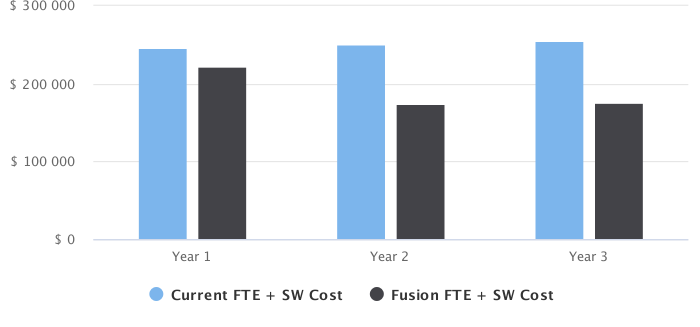 $ 300 000
$ 200 000
$ 100 000
$ 0
Year 1 Year 2 Year 3
Current FTE + SW Cost Fusion FTE + SW Cost